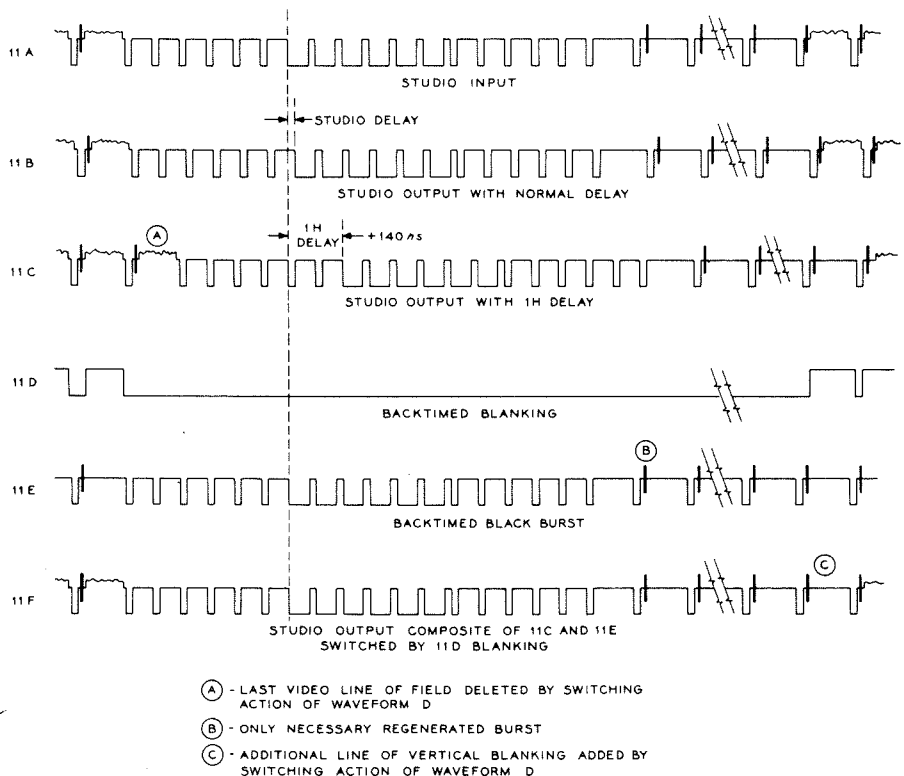 11 A
STUDIO INPUT
STUDIO DELAY
11 B
STUDIO OUTPUT WITH NORMAL DELAY
A
1H
DELAY
+140 ns
11 C
STUDIO OUTPUT WITH 1H DELAY
11 D
BACKTIMED BLANKING
B
11 E
BACKTIMED BLACK BURST
C
11 F
STUDIO OUTPUT COMPOSITE OF 11C AND 11E
SWITCHED BY 11D BLANKING
A - LAST VIDEO LINE OF FIELD DELETED BY SWITCHING
ACTION OF WAVEFORM D
B - ONLY NECESSARY REGENERATED BURST
C - ADDITIONAL LINE OF VERTICAL BLANKING ADDED BY
SWITCHING ACTION OF WAVEFORM D